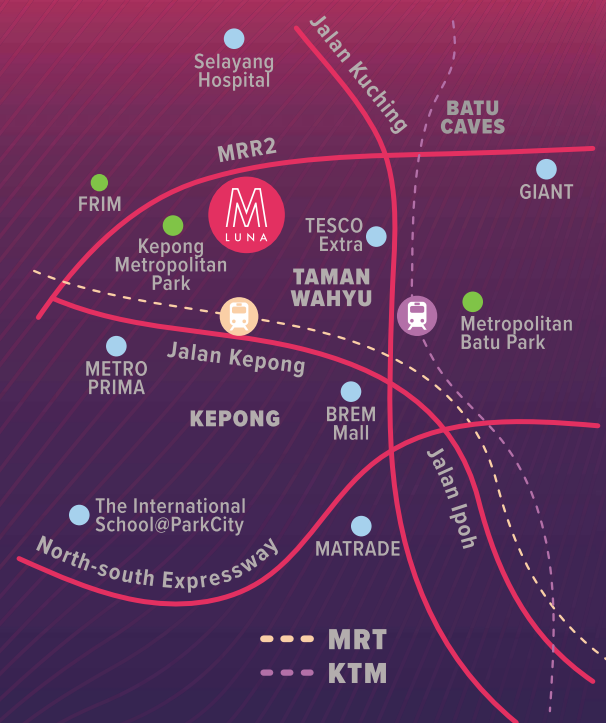 Selayang
Hospital
Jalan Kuching
BATU
CAVES
MRR2
GIANT
FRIM
M
LUNA
TESCO
Extra
Kepong
Metropolitan
Park
TAMAN
WAHYU
Metropolitan
Batu Park
Jalan Kepong
METRO
PRIMA
KEPONG
BREM
Mall
Jalan Ipoh
The International
School@ParkCity
MATRADE
North-south Expressway
MRT
KTM